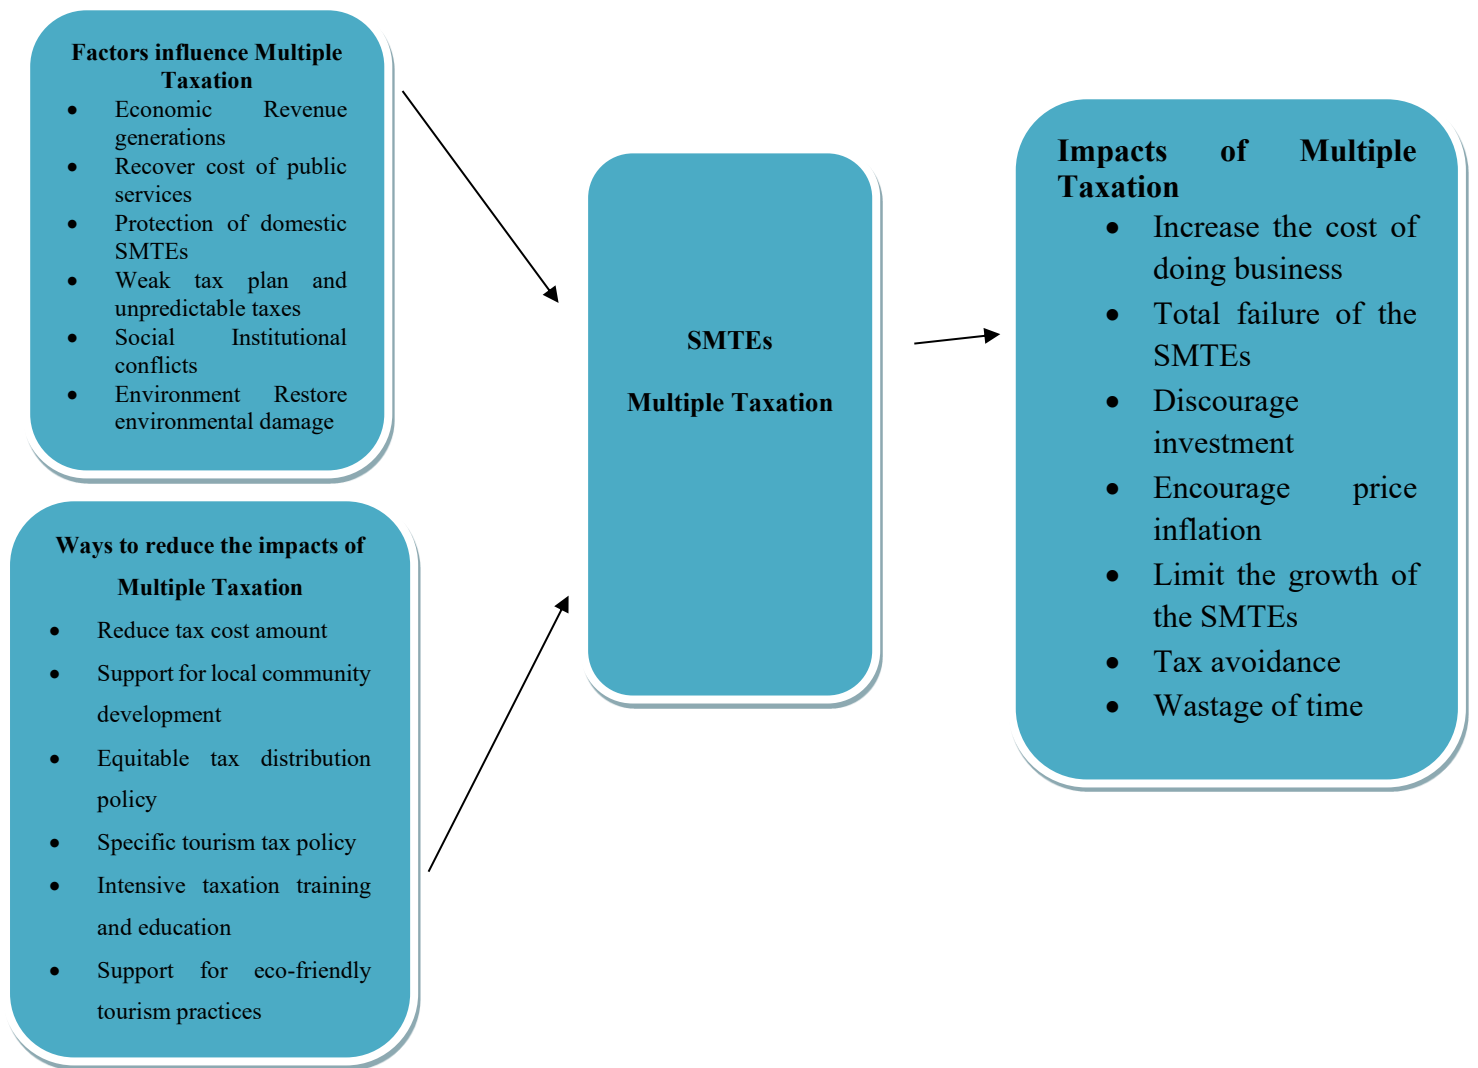 Factors influence Multiple
Taxation
• Economic Revenue
generations
• Recover cost of public
services
• Protection of domestic
SMTEs
• Weak tax plan and
unpredictable taxes
• Social Institutional
conflicts
• Environment Restore
environmental damage
Ways to reduce the impacts of
Multiple Taxation
• Reduce tax cost amount
• Support for local community
development
• Equitable tax distribution
policy
• Specific tourism tax policy
• Intensive taxation training
and education
• Support for eco-friendly
tourism practices
SMTEs
Multiple Taxation
Impacts of Multiple
Taxation
• Increase the cost of
doing business
• Total failure of the
SMTEs
• Discourage
investment
• Encourage price
inflation
• Limit the growth of
the SMTEs
• Tax avoidance
• Wastage of time